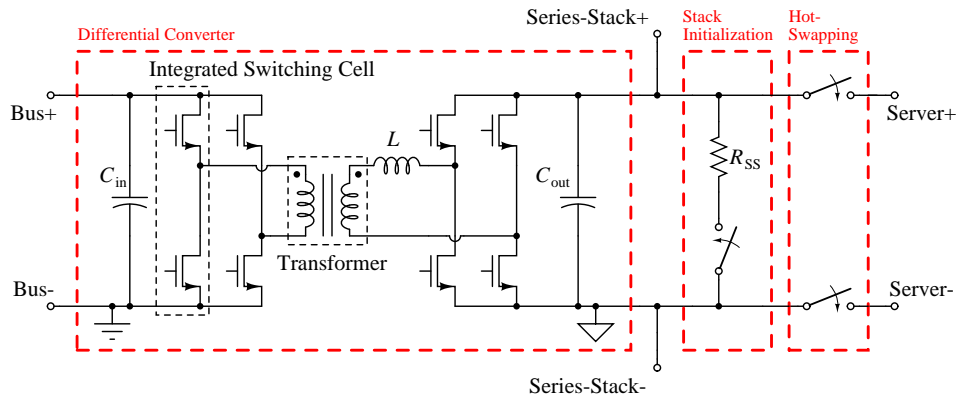 Series-Stack+
Stack
Initialization
Hot-
Swapping
Differential Converter
Integrated Switching Cell
Bus+
Server+
L
R_SS
C_in
C_out
Transformer
Bus-
Server-
Series-Stack-